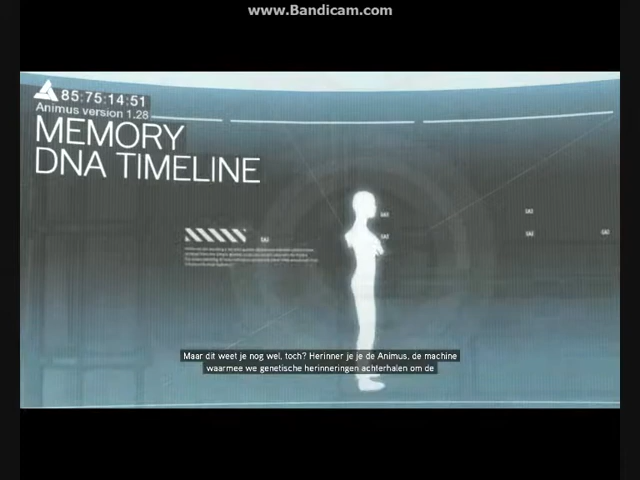 www.Bandicam.com
85:75:14:51
Animus version 1.28
MEMORY
DNA TIMELINE
Maar dit weet je nog wel, toch? Herinner je je de Animus, de machine
waarmee we genetische herinneringen achterhalen om de